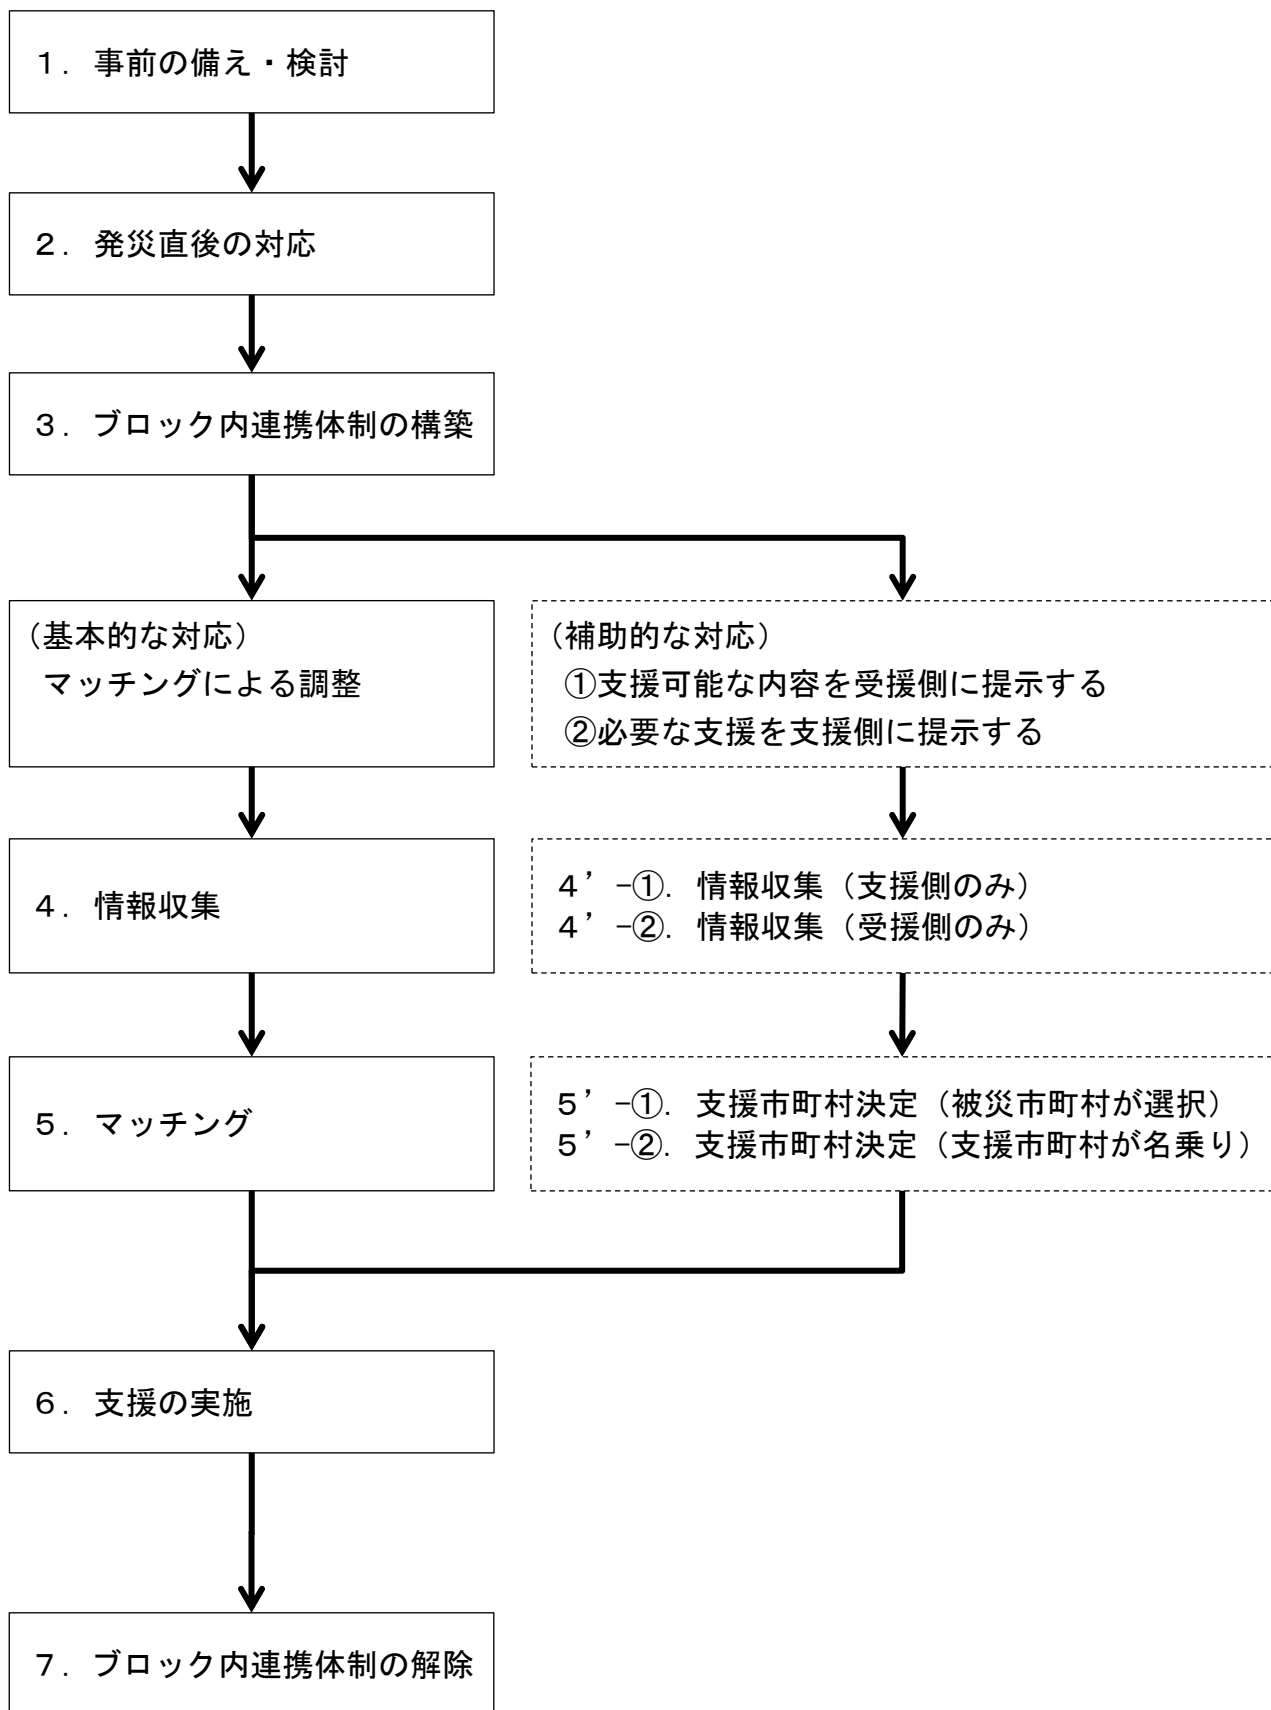 １．事前の備え・検討
２．発災直後の対応
３．ブロック内連携体制の構築
（基本的な対応）
マッチングによる調整
（補助的な対応）
①支援可能な内容を受援側に提示する
②必要な支援を支援側に提示する
４．情報収集
４’-①．情報収集（支援側のみ）
４’-②．情報収集（受援側のみ）
５．マッチング
５’-①．支援市町村決定（被災市町村が選択）
５’-②．支援市町村決定（支援市町村が名乗り）
６．支援の実施
７．ブロック内連携体制の解除